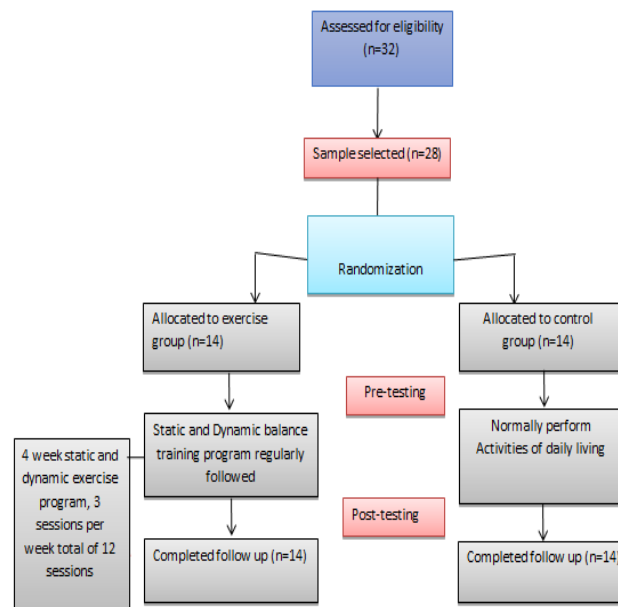 Assessed for eligibility
(n=32)
Sample selected (n=28)
Randomization
Allocated to exercise
group (n=14)
Allocated to control
group (n=14)
Pre-testing
Static and Dynamic balance
training program regularly
followed
Normally perform
Activities of daily living
4 week static and
dynamic exercise
program, 3
sessions per
week total of 12
sessions
Post-testing
Completed follow up (n=14)
Completed follow up (n=14)